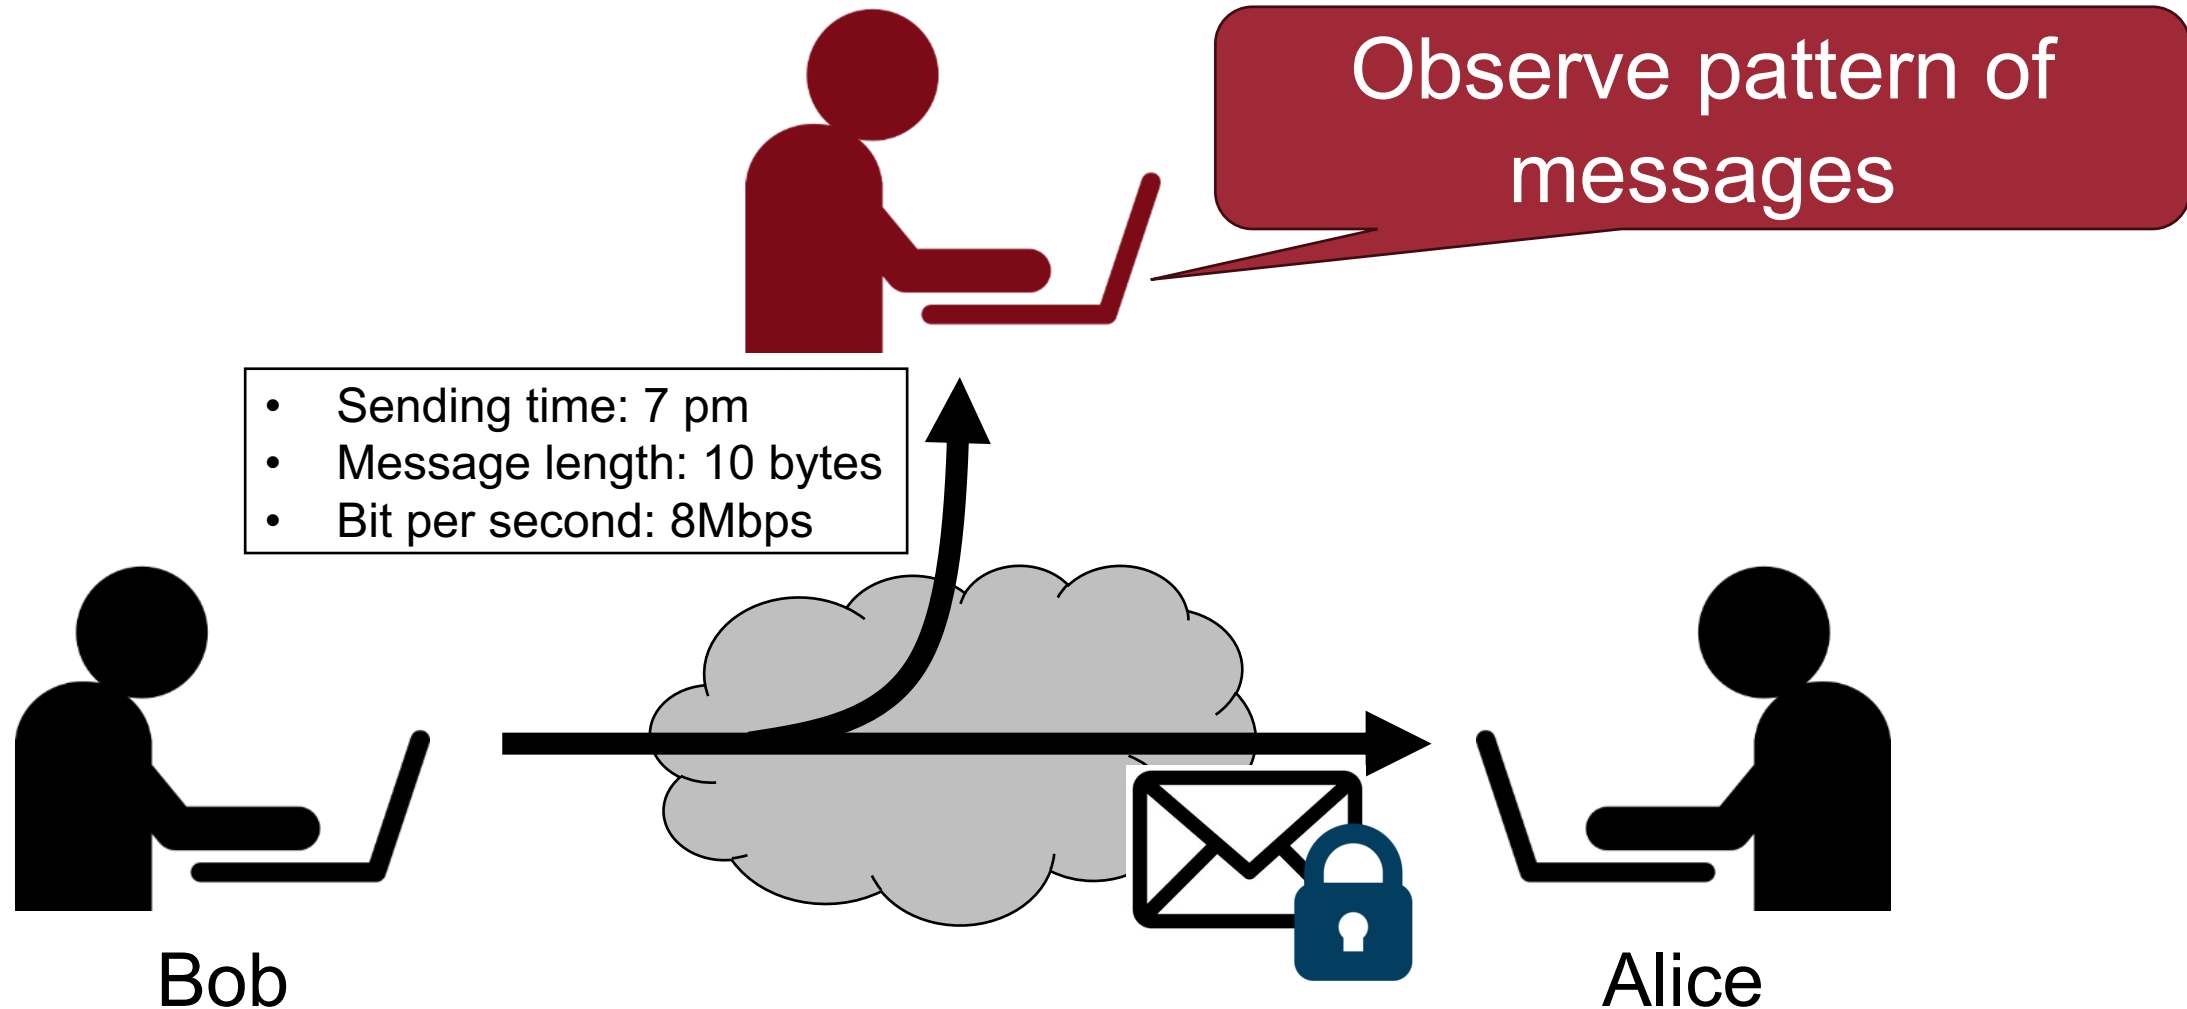 Observe pattern of
messages
• Sending time: 7 pm
• Message length: 10 bytes
• Bit per second: 8Mbps
Bob
Alice